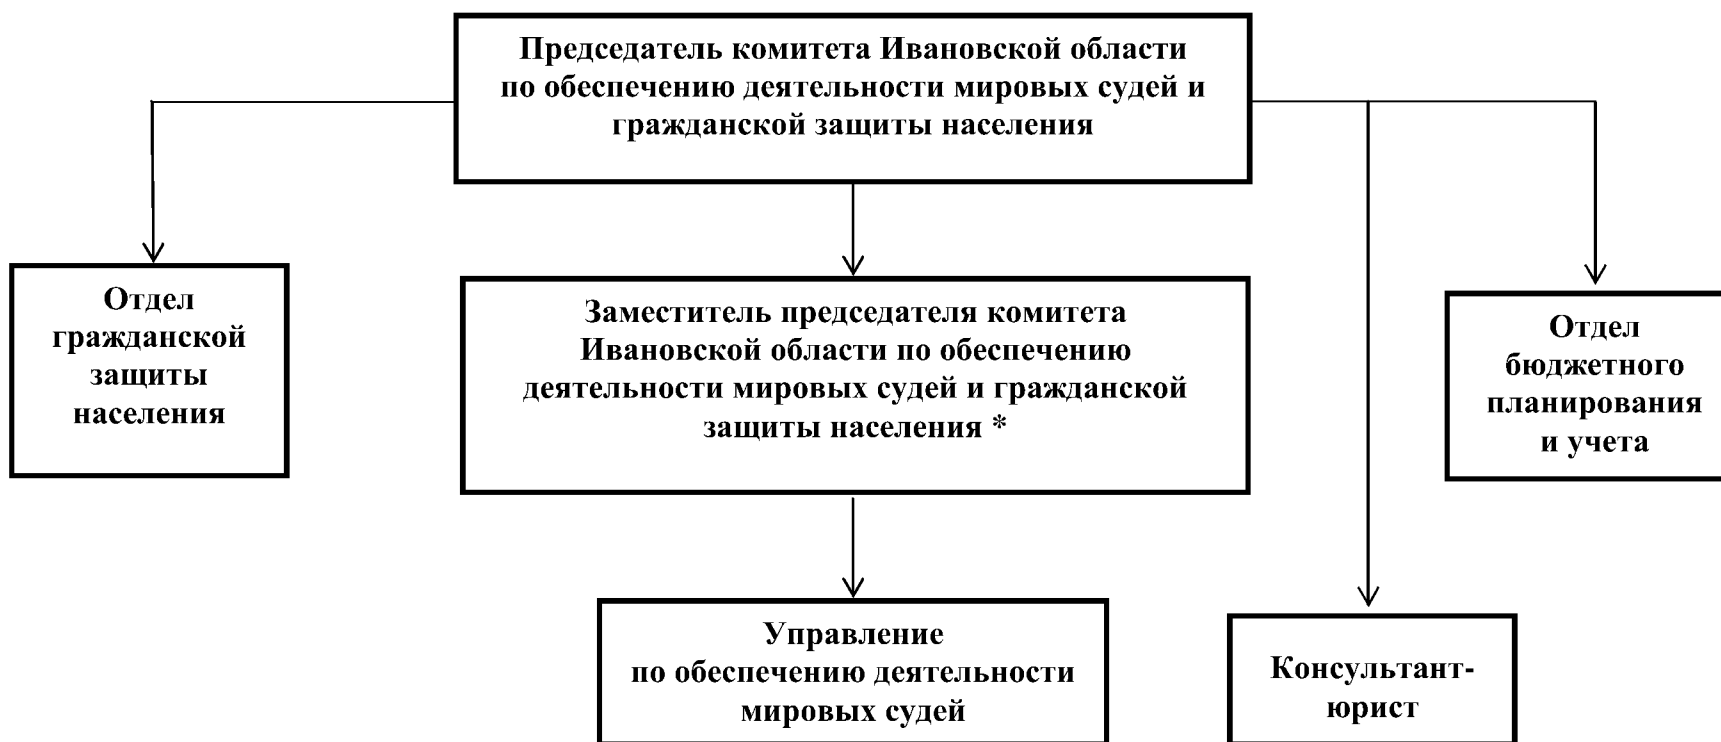 Председатель комитета Ивановской области
по обеспечению деятельности мировых судей и
гражданской защиты населения
Отдел
гражданской
защиты
населения
Заместитель председателя комитета
Ивановской области по обеспечению
деятельности мировых судей и гражданской
защиты населения *
Отдел
бюджетного
планирования
и учета
Управление
по обеспечению деятельности
мировых судей
Консультант-
юрист